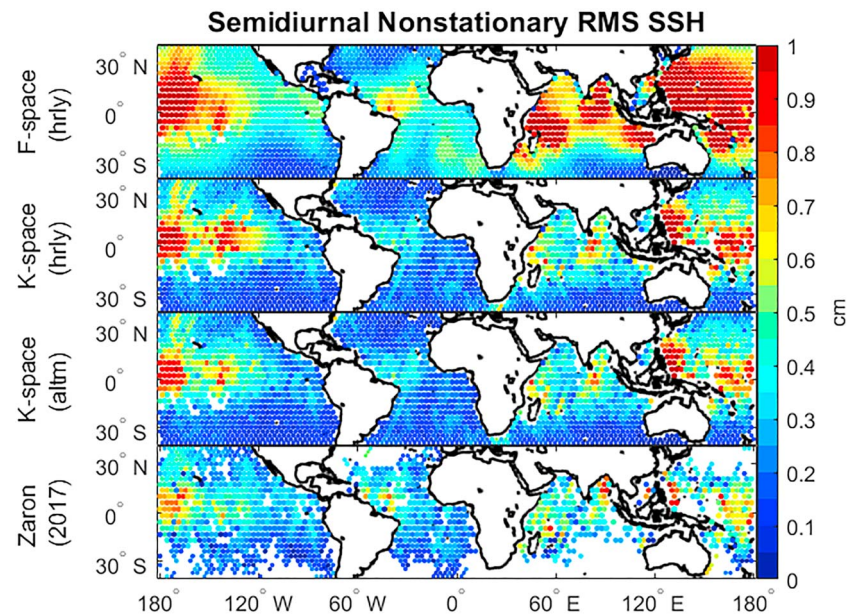 Semidiurnal Nonstationary RMS SSH
F-space
(hrly)
30° N
0°
30° S
K-space
(hrly)
30° N
0°
30° S
K-space
(altm)
30° N
0°
30° S
Zaron
(2017)
30° N
0°
30° S
180° 120° W 60° W 0° 60° E 120° E 180°
1
0.9
0.8
0.7
0.6
0.5
0.4
0.3
0.2
0.1
0
cm